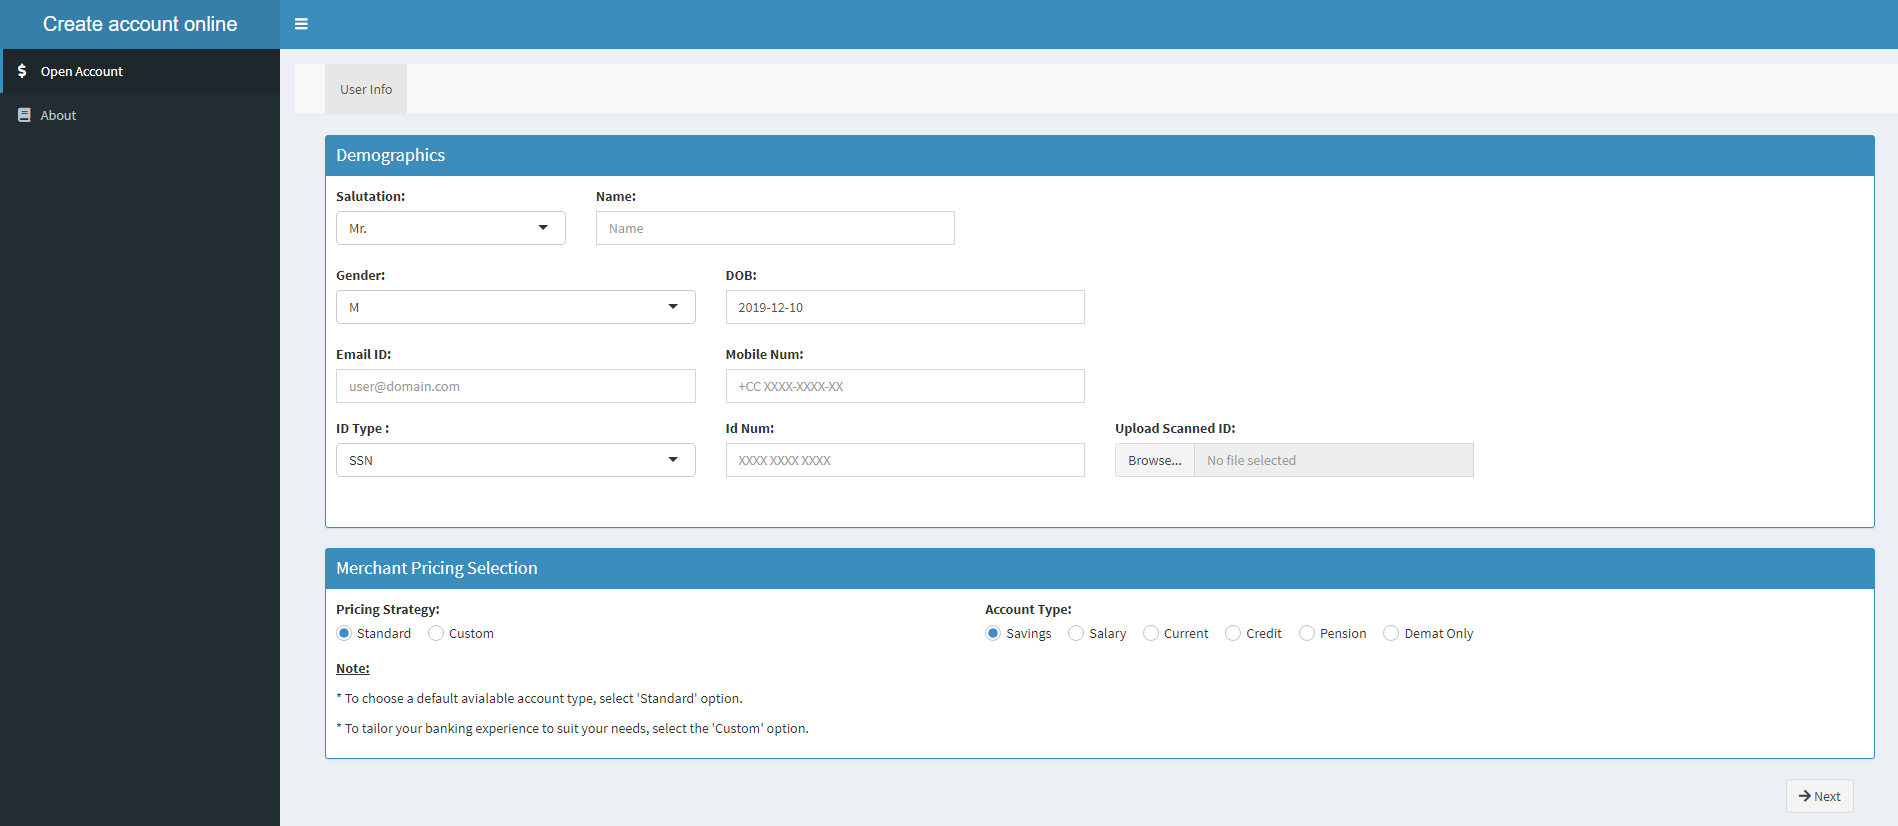 Create account online
Open Account
About
User Info
Demographics
Salutation: Name:
Mr. Name
Gender: DOB:
M 2019-12-10
Email ID: Mobile Num:
user@domain.com +CC XXXX-XXXX-XX
ID Type : Id Num: Upload Scanned ID:
SSN XXXX XXXX XXXX Browse... No file selected
Merchant Pricing Selection
Pricing Strategy: Account Type:
Standard Custom Savings Salary Current Credit Pension Demat Only
Note:
* To choose a default avialable account type, select 'Standard' option.
* To tailor your banking experience to suit your needs, select the 'Custom' option.
Next